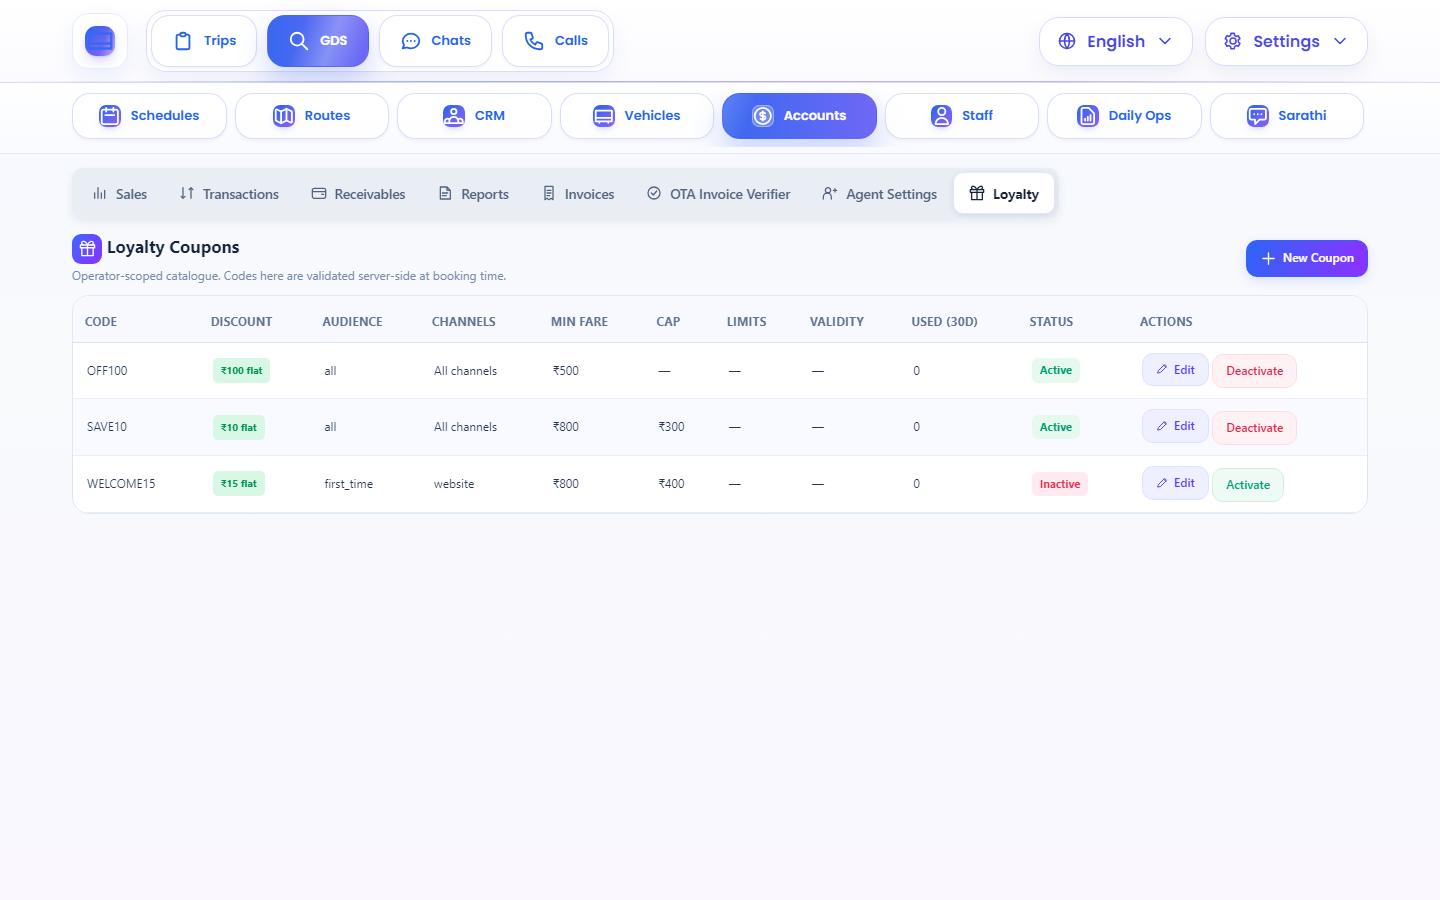 Trips GDS Chats Calls English Settings
Schedules Routes CRM Vehicles Accounts Staff Daily Ops Sarathi
Sales Transactions Receivables Reports Invoices OTA Invoice Verifier Agent Settings Loyalty
Loyalty Coupons
Operator-scoped catalogue. Codes here are validated server-side at booking time.
New Coupon
CODE DISCOUNT AUDIENCE CHANNELS MIN FARE CAP LIMITS VALIDITY USED (30D) STATUS ACTIONS
OFF100 ₹100 flat all All channels ₹500 — — — 0 Active Edit Deactivate
SAVE10 ₹10 flat all All channels ₹800 ₹300 — — 0 Active Edit Deactivate
WELCOME15 ₹15 flat first_time website ₹800 ₹400 — — 0 Inactive Edit Activate